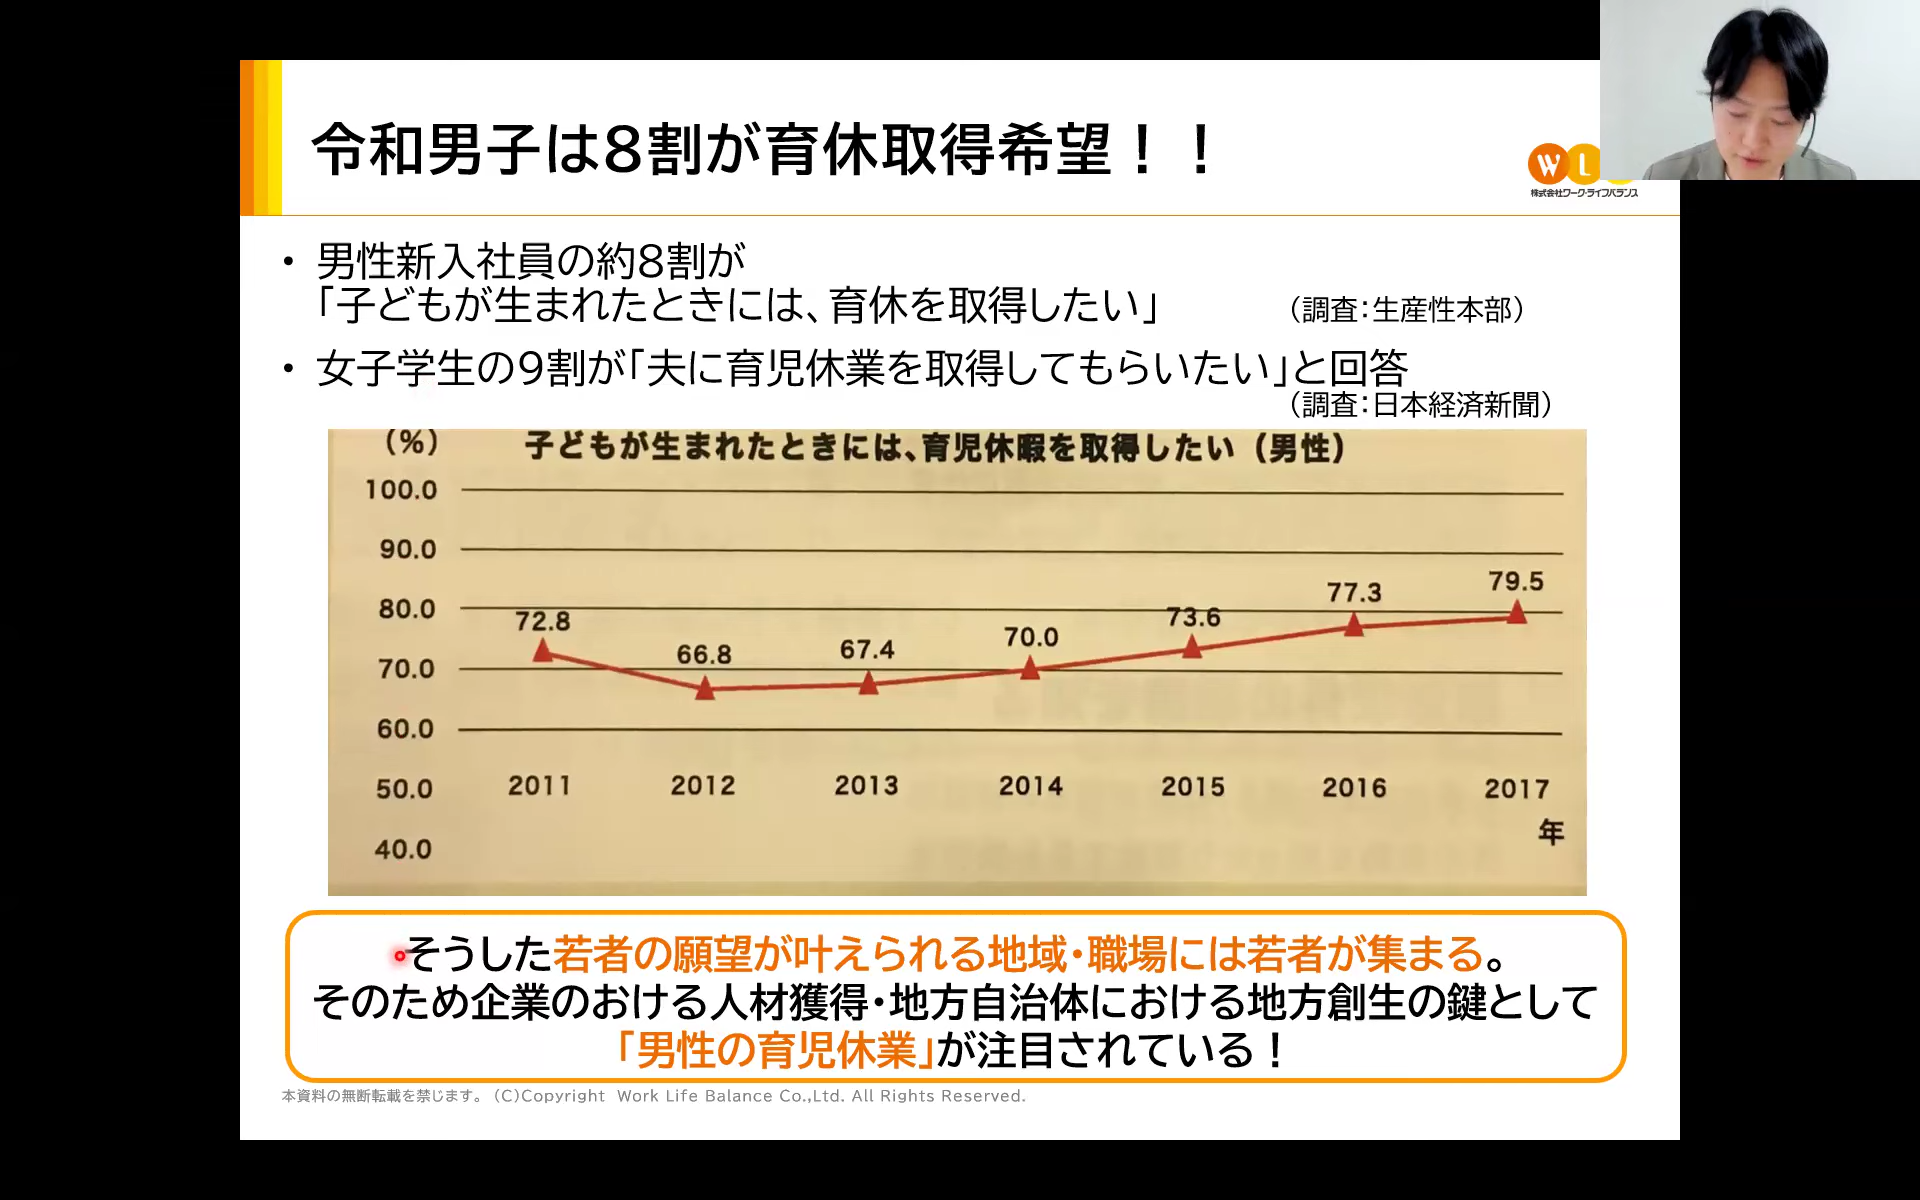 令和男子は8割が育休取得希望！！
W L
株式会社ワーク・ライフバランス
・ 男性新入社員の約8割が
「子どもが生まれたときには、育休を取得したい」 （調査：生産性本部）
・ 女子学生の9割が「夫に育児休業を取得してもらいたい」と回答
（調査：日本経済新聞）
（%） 子どもが生まれたときには、育児休暇を取得したい（男性）
100.0
90.0
80.0
70.0
60.0
50.0
40.0
72.8 66.8 67.4 70.0 73.6 77.3 79.5
2011 2012 2013 2014 2015 2016 2017
年
そうした若者の願望が叶えられる地域・職場には若者が集まる。
そのため企業のおける人材獲得・地方自治体における地方創生の鍵として
「男性の育児休業」が注目されている！
本資料の無断転載を禁じます。（C)Copyright Work Life Balance Co.,Ltd. All Rights Reserved.